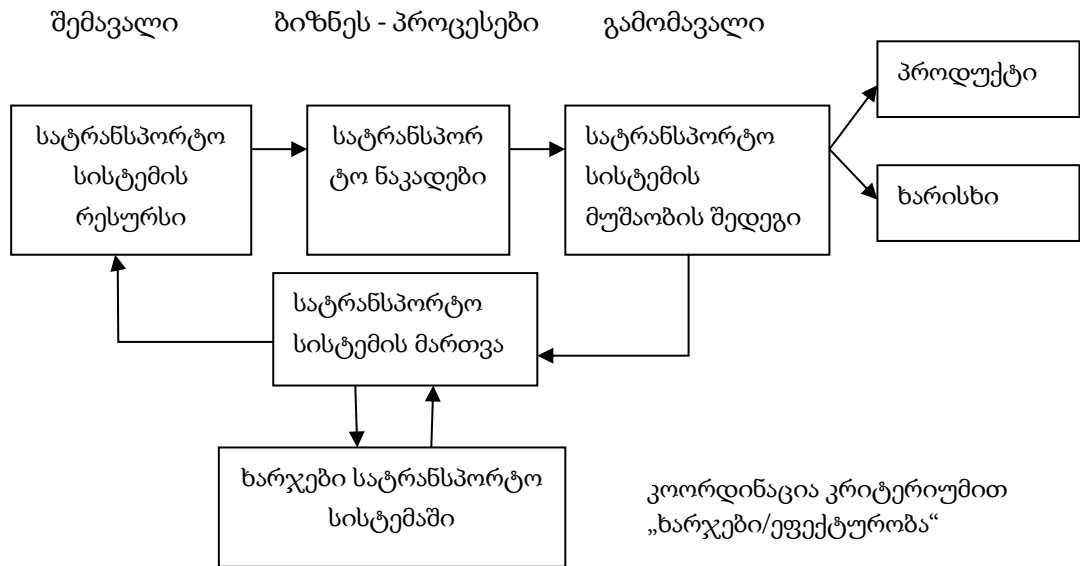 შემავალი
ბიზნეს - პროცესები
გამომავალი
სატრანსპორტო
სისტემის
რესურსი
სატრანსპორ
ტო ნაკადები
სატრანსპორტო
სისტემის
მუშაობის შედეგი
პროდუქტი
ხარისხი
სატრანსპორტო
სისტემის მართვა
ხარჯები სატრანსპორტო
სისტემაში
კოორდინაცია კრიტერიუმით
„ხარჯები/ეფექტურობა“